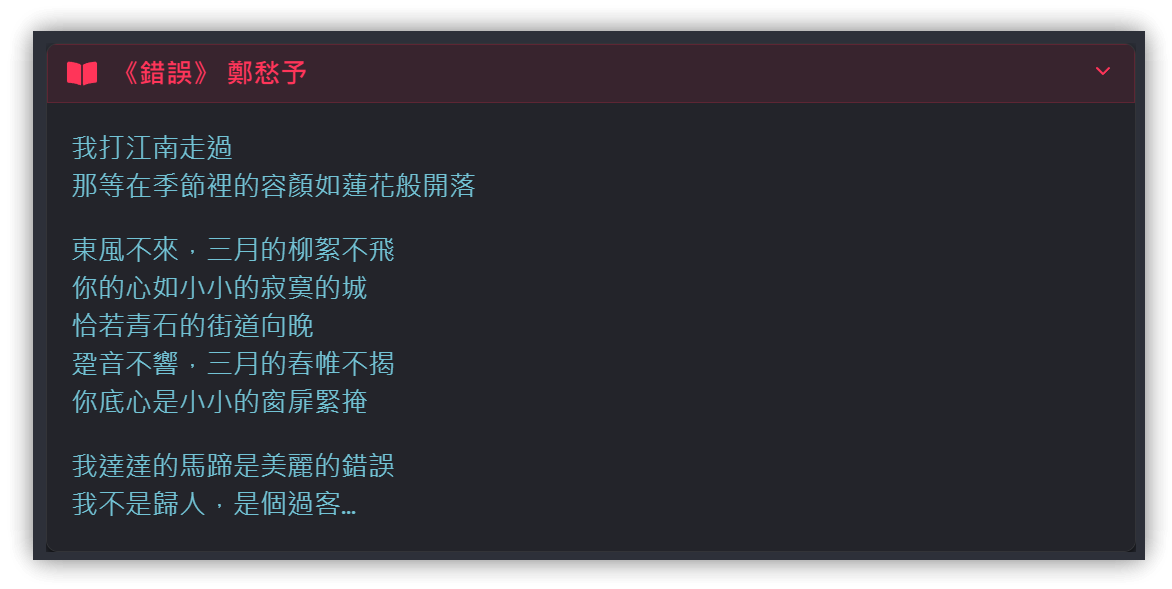 《錯誤》 鄭愁予
我打江南走過
那等在季節裡的容顏如蓮花般開落
東風不來，三月的柳絮不飛
你的心如小小的寂寞的城
恰若青石的街道向晚
跫音不響，三月的春帷不揭
你底心是小小的窗扉緊掩
我達達的馬蹄是美麗的錯誤
我不是歸人，是個過客…